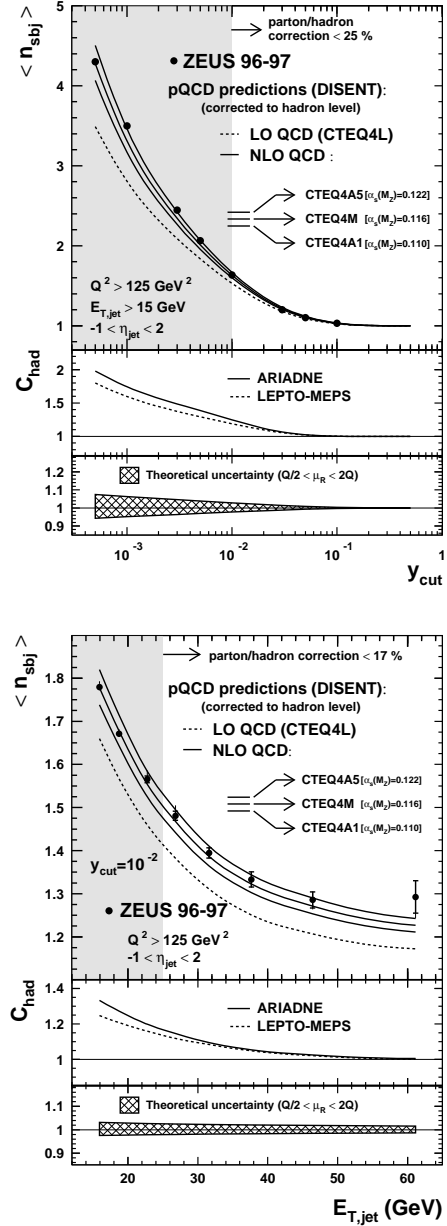 < n_sbj >
5
parton/hadron
correction < 25 %
ZEUS 96-97
pQCD predictions (DISENT):
(corrected to hadron level)
LO QCD (CTEQ4L)
NLO QCD :
4
3
CTEQ4A5 [α_s(M_Z)=0.122]
CTEQ4M [α_s(M_Z)=0.116]
CTEQ4A1 [α_s(M_Z)=0.110]
2
Q² > 125 GeV²
E_T,jet > 15 GeV
-1 < η_jet < 2
1
C_had
2
1.5
1
ARIADNE
LEPTO-MEPS
1.2
1.1
1.0
0.9
Theoretical uncertainty (Q/2 < μ_R < 2Q)
10⁻³
10⁻²
10⁻¹
1
y_cut
< n_sbj >
1.8
parton/hadron correction < 17 %
pQCD predictions (DISENT):
(corrected to hadron level)
1.7
LO QCD (CTEQ4L)
NLO QCD:
1.6
CTEQ4A5 [α_s(M_Z)=0.122]
CTEQ4M [α_s(M_Z)=0.116]
CTEQ4A1 [α_s(M_Z)=0.110]
1.5
1.4
y_cut=10⁻²
1.3
ZEUS 96-97
Q² > 125 GeV²
-1 < η_jet < 2
1.2
C_had
1.4
1.2
1
ARIADNE
LEPTO-MEPS
1.1
1.0
0.9
Theoretical uncertainty (Q/2 < μ_R < 2Q)
20
30
40
50
60
E_T,jet (GeV)